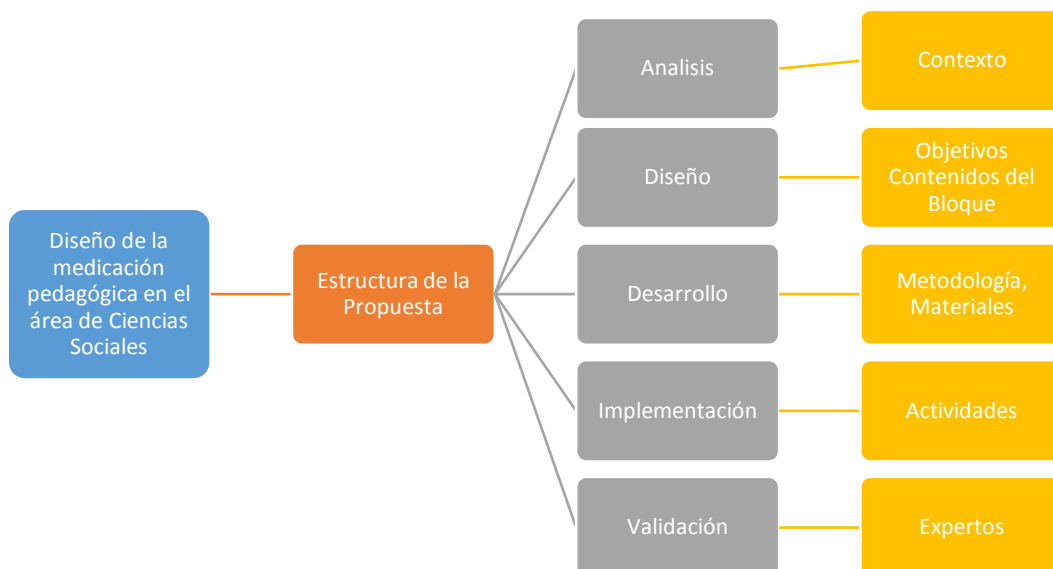 Diseño de la
medicación
pedagógica en el
área de Ciencias
Sociales
Estructura de la
Propuesta
Analisis
Contexto
Diseño
Objetivos
Contenidos del
Bloque
Desarrollo
Metodología,
Materiales
Implementación
Actividades
Validación
Expertos